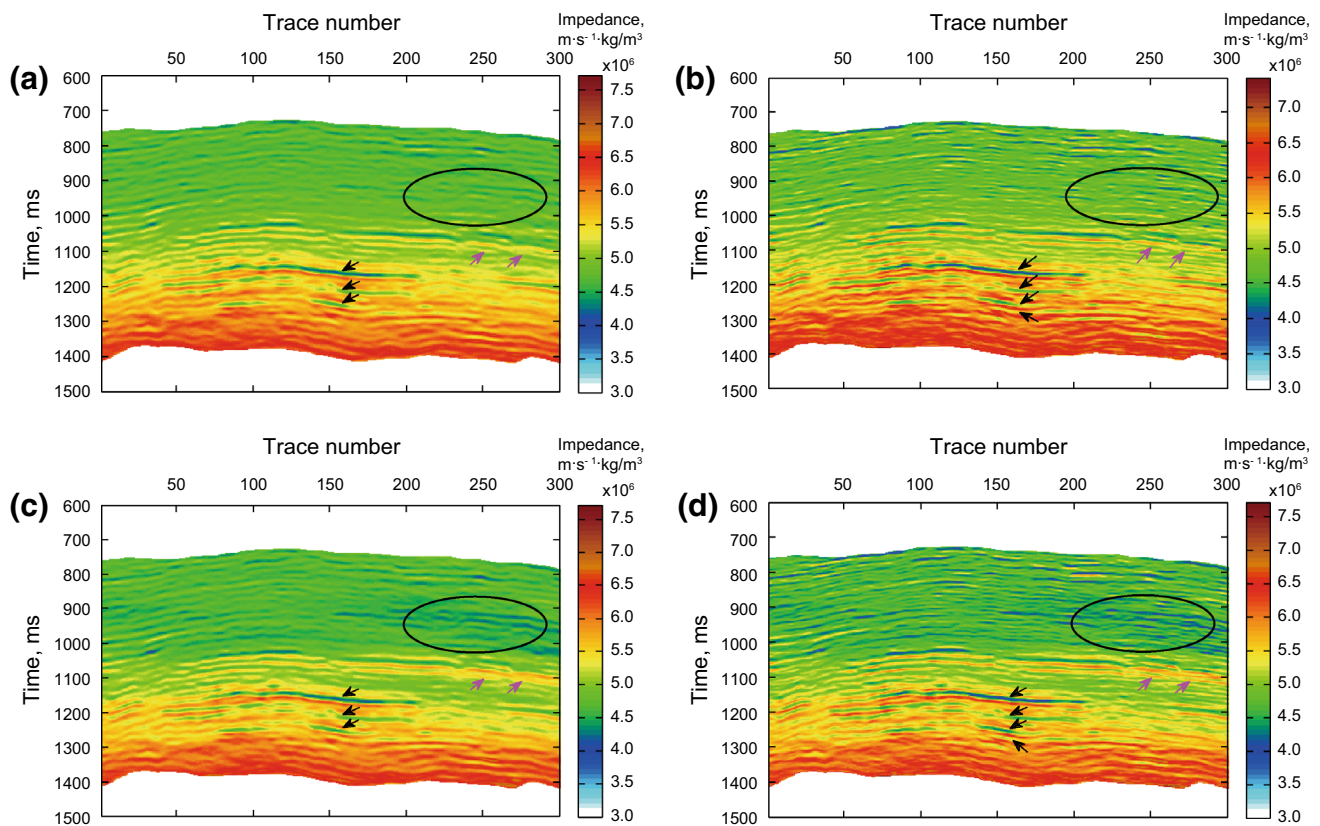 Trace number
Impedance,
m·s⁻¹·kg/m³
x10⁶
50 100 150 200 250 300
(a)
Time, ms
600
700
800
900
1000
1100
1200
1300
1400
1500
7.5
7.0
6.5
6.0
5.5
5.0
4.5
4.0
3.5
3.0
Trace number
Impedance,
m·s⁻¹·kg/m³
x10⁶
50 100 150 200 250 300
(b)
Time, ms
600
700
800
900
1000
1100
1200
1300
1400
1500
7.0
6.5
6.0
5.5
5.0
4.5
4.0
3.5
3.0
Trace number
Impedance,
m·s⁻¹·kg/m³
x10⁶
50 100 150 200 250 300
(c)
Time, ms
600
700
800
900
1000
1100
1200
1300
1400
1500
7.5
7.0
6.5
6.0
5.5
5.0
4.5
4.0
3.5
3.0
Trace number
Impedance,
m·s⁻¹·kg/m³
x10⁶
50 100 150 200 250 300
(d)
Time, ms
600
700
800
900
1000
1100
1200
1300
1400
1500
7.5
7.0
6.5
6.0
5.5
5.0
4.5
4.0
3.5
3.0